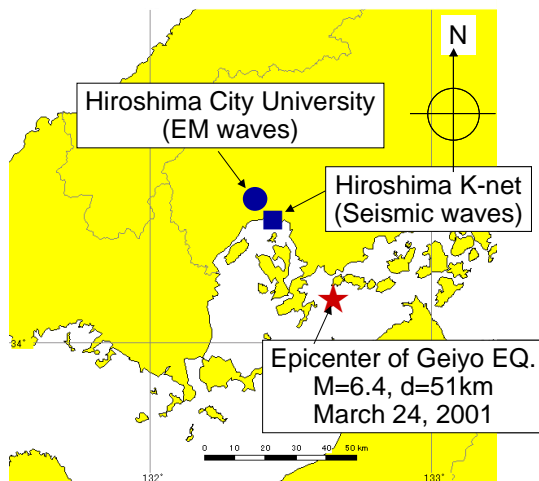 N
Hiroshima City University
(EM waves)
Hiroshima K-net
(Seismic waves)
34°
Epicenter of Geiyo EQ.
M=6.4, d=51km
March 24, 2001
0 10 20 30 40 50 km
132°
133°